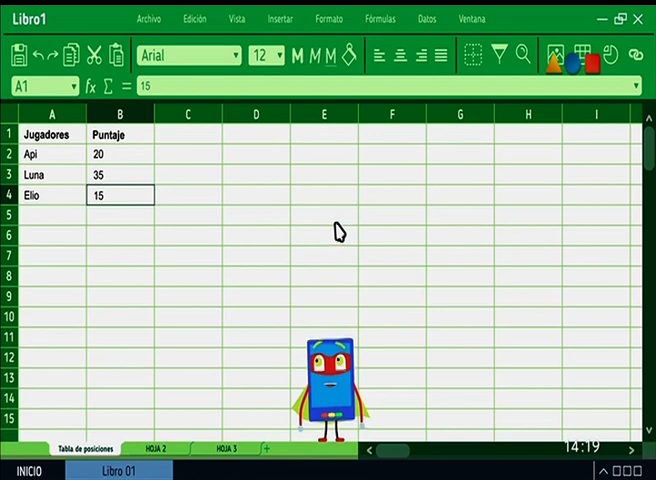 Libro1 Archivo Edición Vista Insertar Formato Fórmulas Datos Ventana
Arial 12 M M M
A1 fx Σ = 15
A B C D E F G H I
1 Jugadores Puntaje
2 Api 20
3 Luna 35
4 Elio 15
5
6
7
8
9
10
11
12
13
14
15
Tabla de posiciones HOJA 2 HOJA 3 +
14:19
INICIO Libro 01